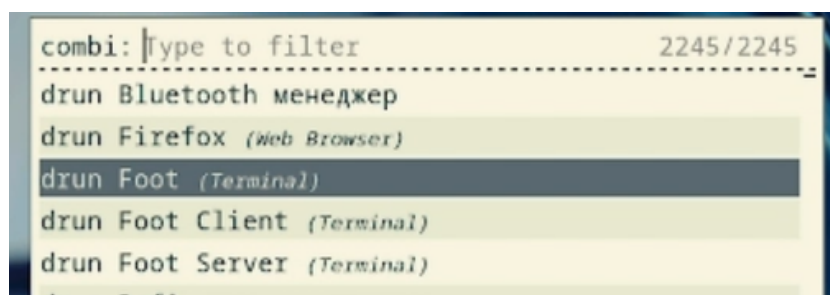 combi: Type to filter 2245/2245
drun Bluetooth менеджер
drun Firefox (Web Browser)
drun Foot (Terminal)
drun Foot Client (Terminal)
drun Foot Server (Terminal)